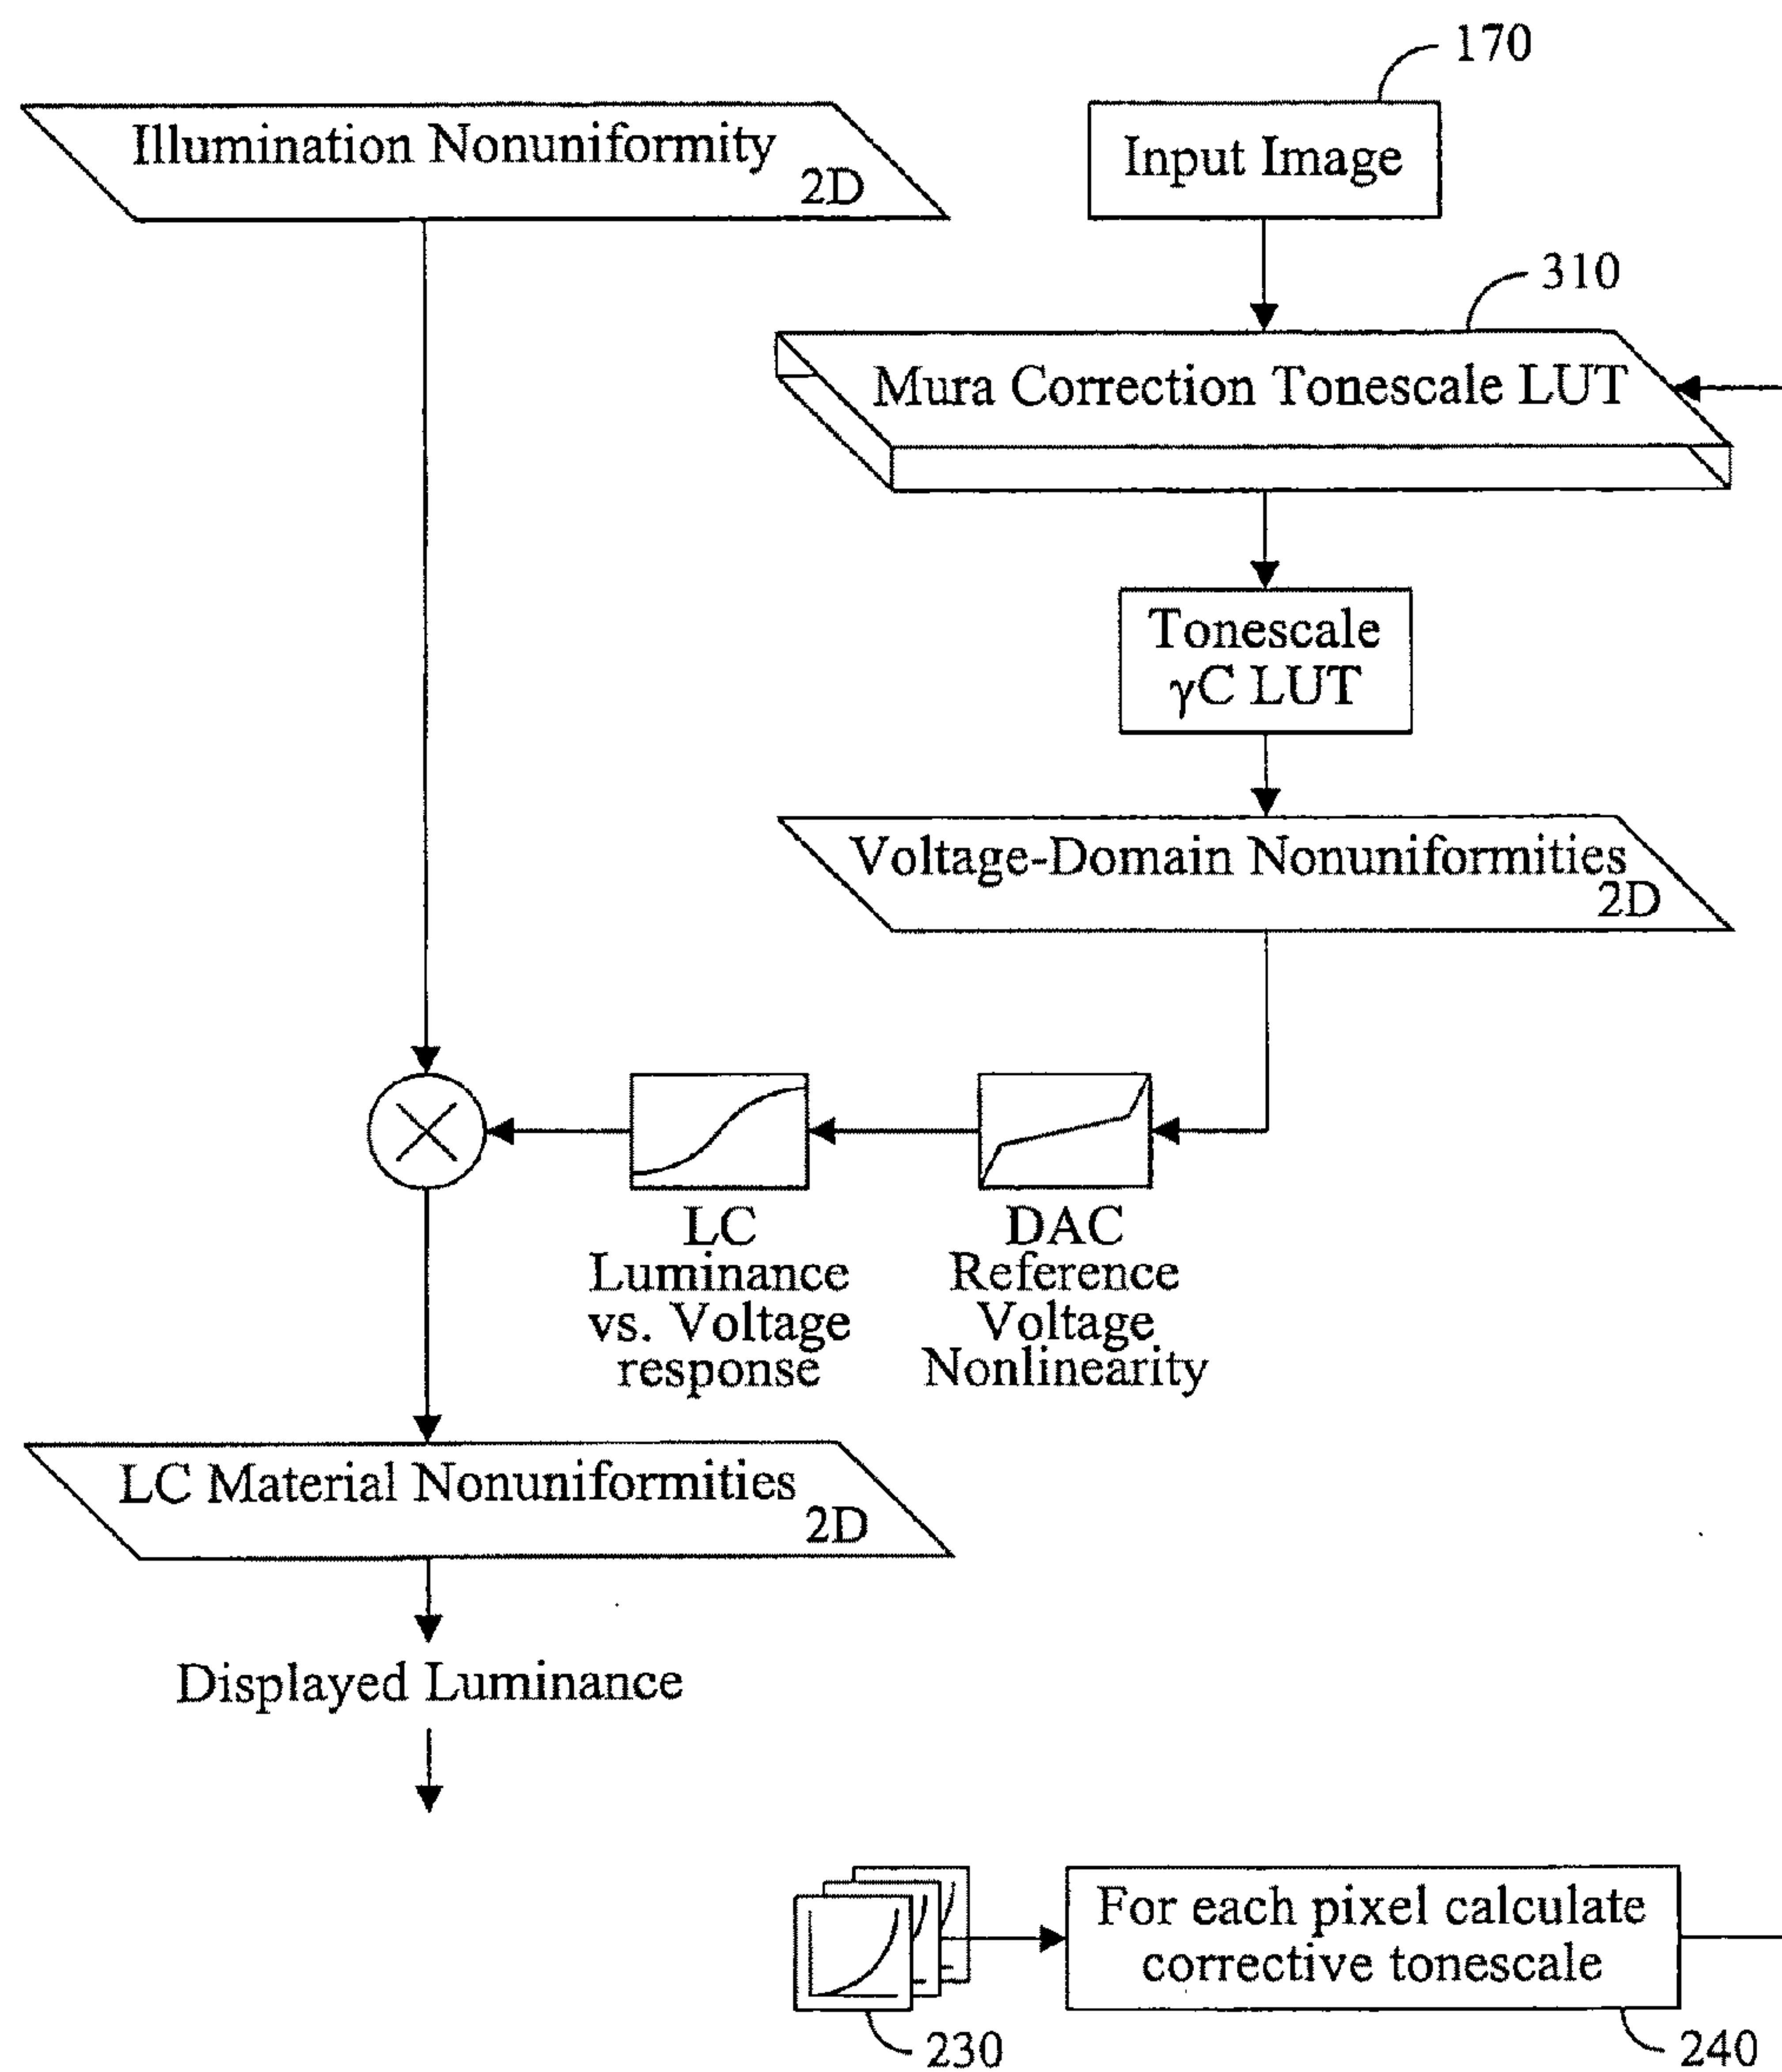 170
Illumination Nonuniformity
2D
Input Image
310
Mura Correction Tonescale LUT
Tonescale
γC LUT
Voltage-Domain Nonuniformities
2D
LC
Luminance
vs. Voltage
response
DAC
Reference
Voltage
Nonlinearity
LC Material Nonuniformities
2D
Displayed Luminance
For each pixel calculate
corrective tonescale
230
240